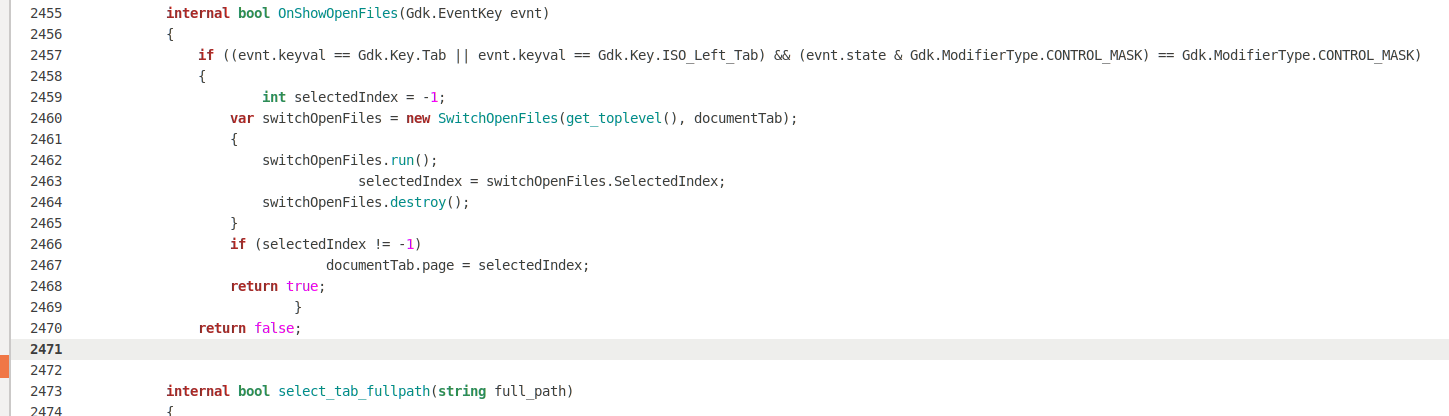 2455             internal bool OnShowOpenFiles(Gdk.EventKey evnt)
2456             {
2457                 if ((evnt.keyval == Gdk.Key.Tab || evnt.keyval == Gdk.Key.ISO_Left_Tab) && (evnt.state & Gdk.ModifierType.CONTROL_MASK) == Gdk.ModifierType.CONTROL_MASK)
2458                 {
2459                         int selectedIndex = -1;
2460                     var switchOpenFiles = new SwitchOpenFiles(get_toplevel(), documentTab);
2461                     {
2462                         switchOpenFiles.run();
2463                                     selectedIndex = switchOpenFiles.SelectedIndex;
2464                         switchOpenFiles.destroy();
2465                     }
2466                     if (selectedIndex != -1)
2467                                 documentTab.page = selectedIndex;
2468                     return true;
2469                             }
2470                 return false;
2471
2472
2473             internal bool select_tab_fullpath(string full_path)
2474             {